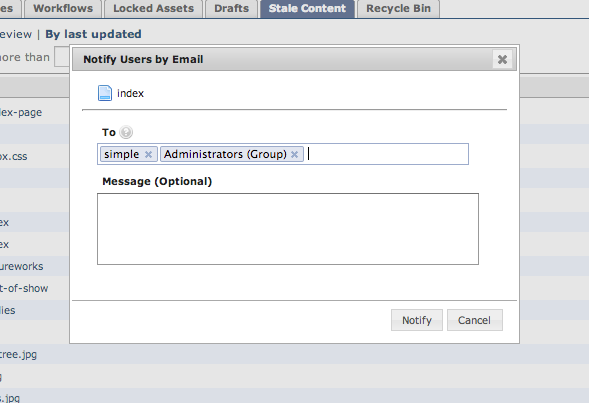 es Workflows Locked Assets Drafts Stale Content Recycle Bin
eview | By last updated
ore than
Notify Users by Email
index
dex-page
To ?
ox.css
simple × Administrators (Group) ×
Message (Optional)
ex
ex
ureworks
t-of-show
lies
Notify Cancel
tree.jpg
g
s.jpg